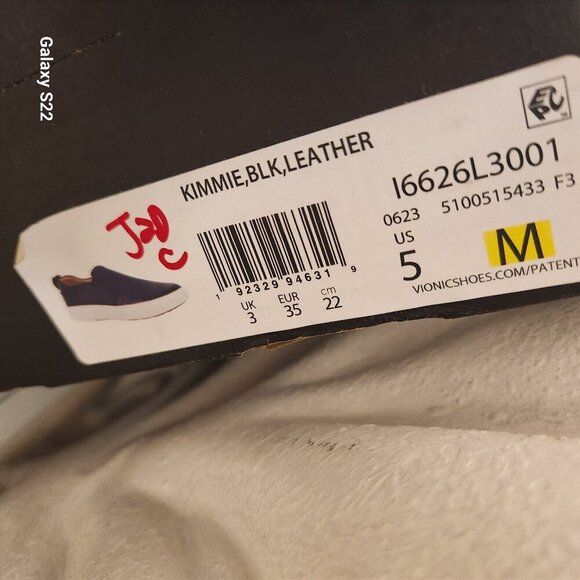 Galaxy S22
KIMMIE,BLK,LEATHER
I6626L3001
0623 5100515433 F3
US
5 M
VIONICSHOES.COM/PATENT
1 92329 94631 9
UK EUR cm
3 35 22
C